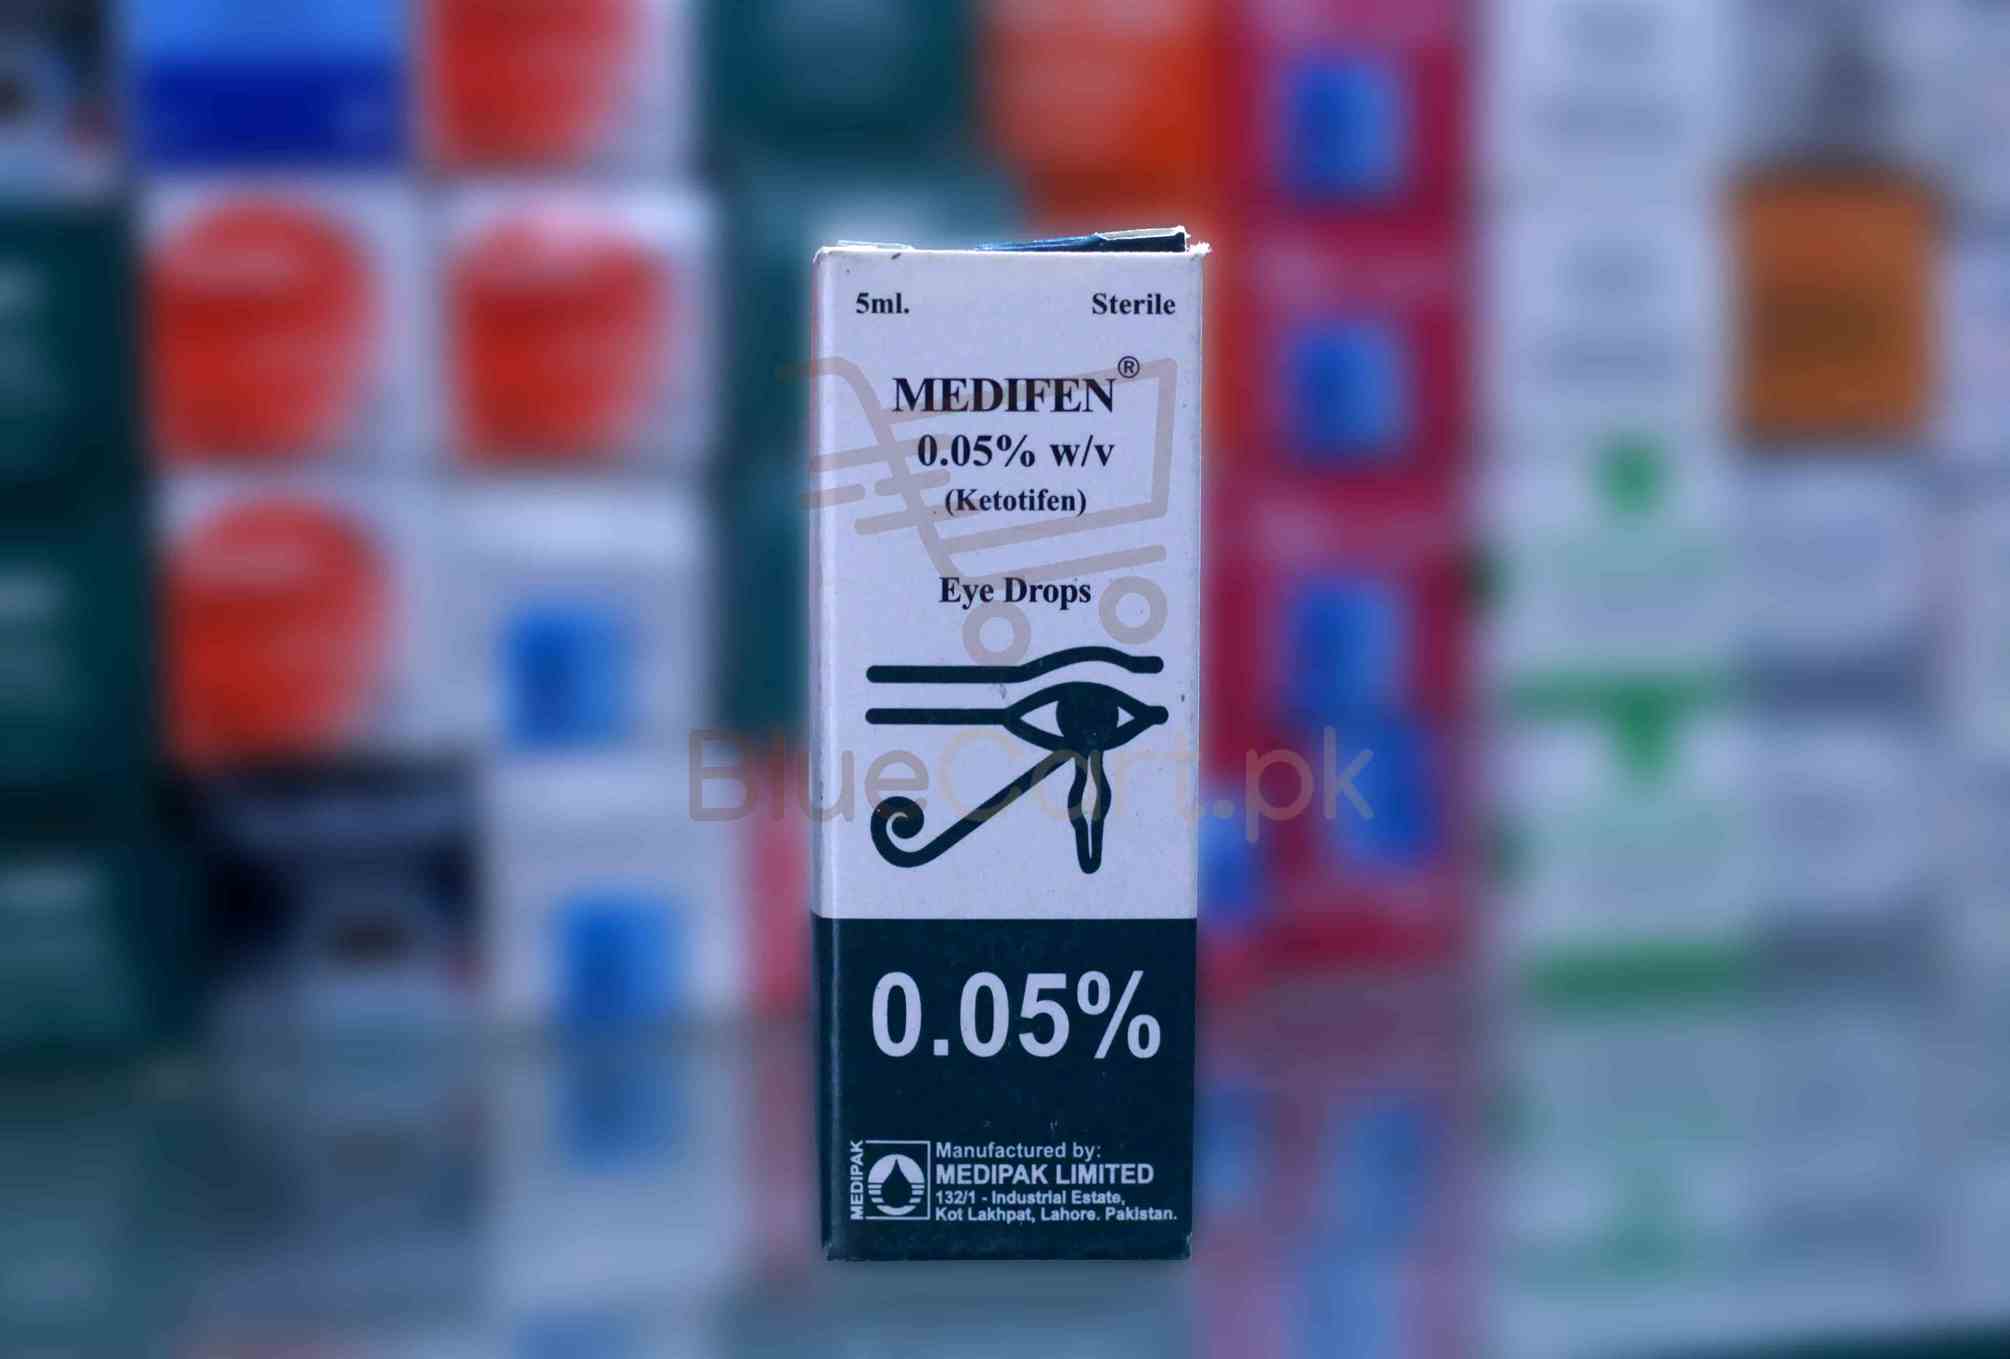 5ml. Sterile
MEDIFEN®
0.05% w/v
(Ketotifen)
Eye Drops
BlueCart.pk
0.05%
MEDIPAK
Manufactured by:
MEDIPAK LIMITED
132/1 - Industrial Estate,
Kot Lakhpat, Lahore. Pakistan.